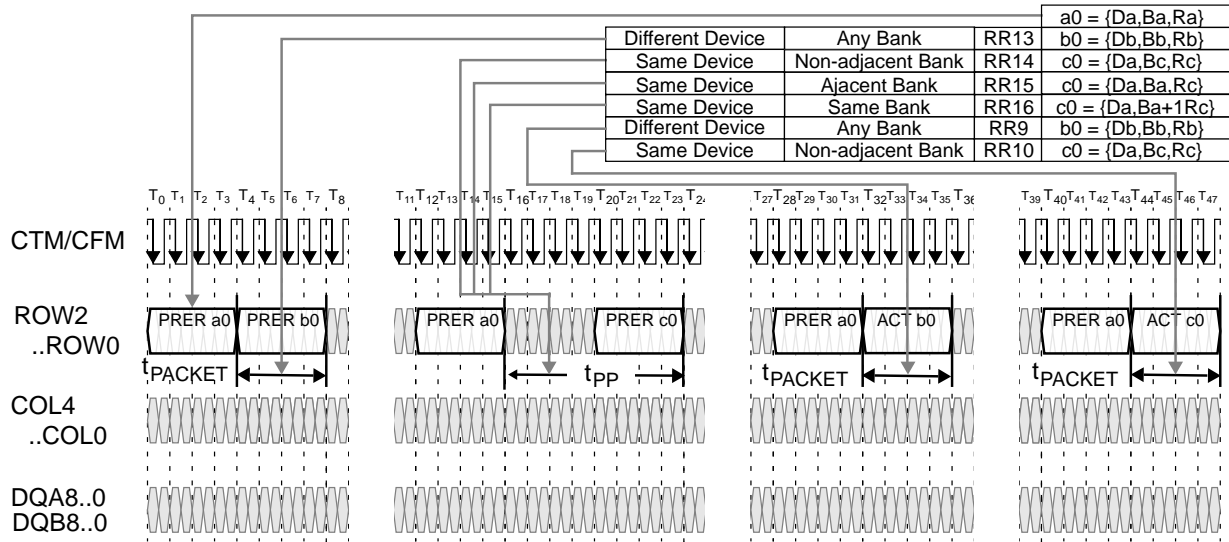 a0 = {Da,Ba,Ra}
Different Device Any Bank RR13 b0 = {Db,Bb,Rb}
Same Device Non-adjacent Bank RR14 c0 = {Da,Bc,Rc}
Same Device Ajacent Bank RR15 c0 = {Da,Ba,Rc}
Same Device Same Bank RR16 c0 = {Da,Ba+1Rc}
Different Device Any Bank RR9 b0 = {Db,Bb,Rb}
Same Device Non-adjacent Bank RR10 c0 = {Da,Bc,Rc}
T0 T1 T2 T3 T4 T5 T6 T7 T8 T11 T12 T13 T14 T15 T16 T17 T18 T19 T20 T21 T22 T23 T24 T27 T28 T29 T30 T31 T32 T33 T34 T35 T36 T39 T40 T41 T42 T43 T44 T45 T46 T47
CTM/CFM
ROW2
..ROW0
PRER a0 PRER b0 PRER a0 PRER c0 PRER a0 ACT b0 PRER a0 ACT c0
tPACKET tPP tPACKET tPACKET
COL4
..COL0
DQA8..0
DQB8..0